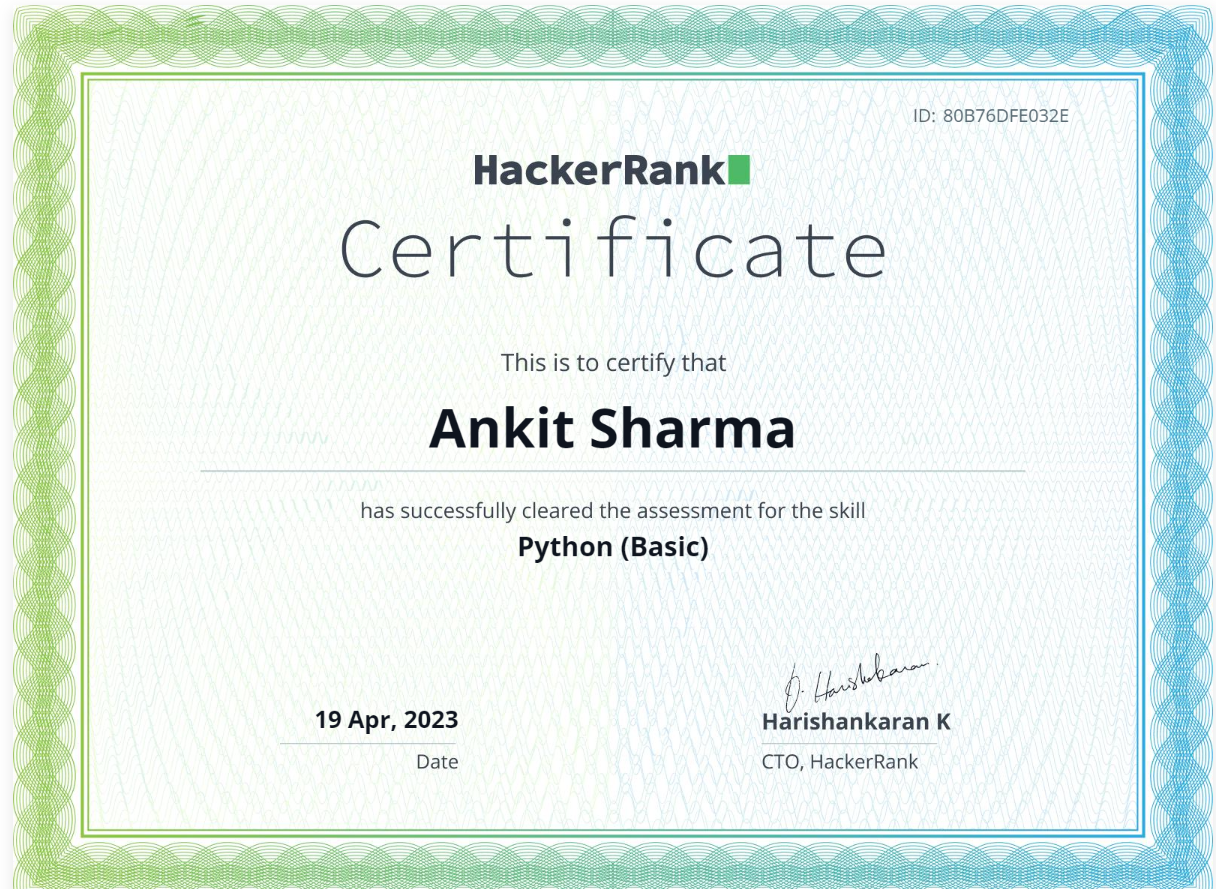 ID: 80B76DFE032E
HackerRank
Certificate
This is to certify that
Ankit Sharma
has successfully cleared the assessment for the skill
Python (Basic)
19 Apr, 2023
Date
Harishankaran K
CTO, HackerRank